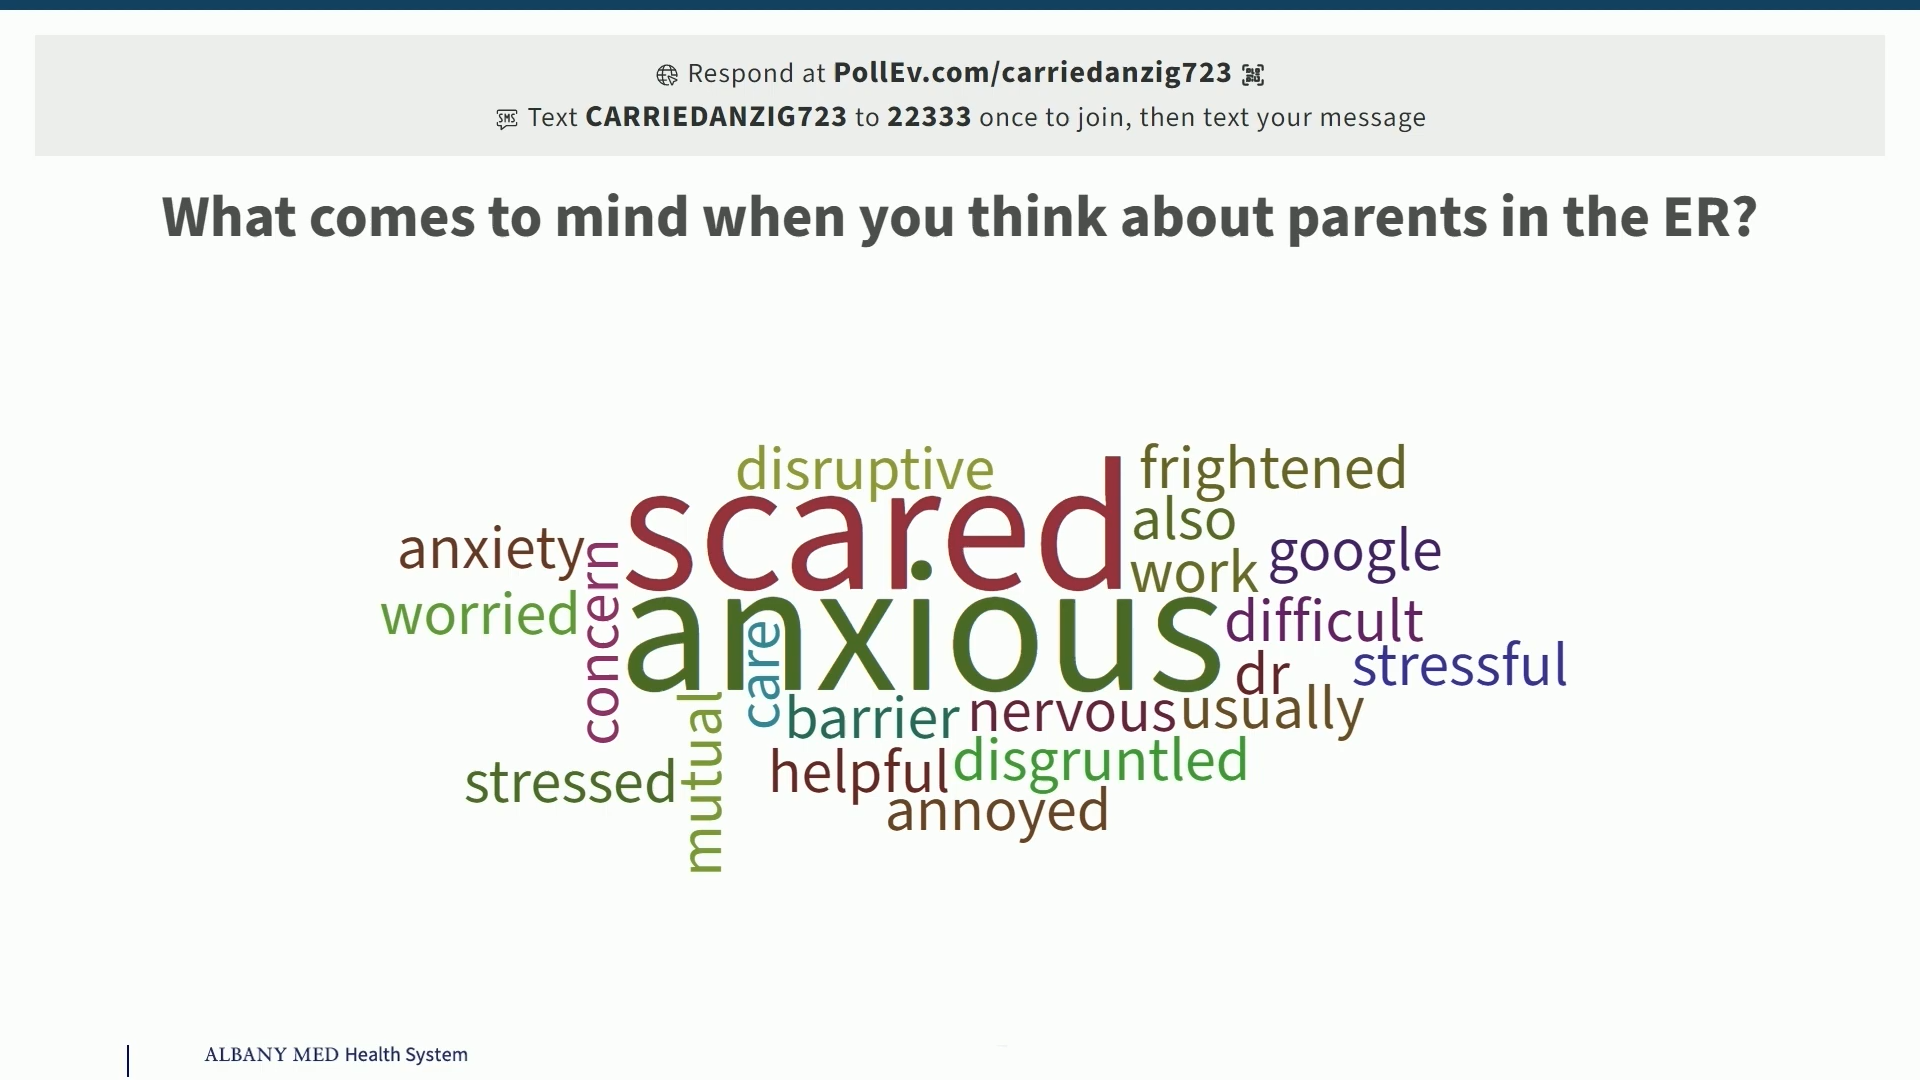 Respond at PollEv.com/carriedanzig723
Text CARRIEDANZIG723 to 22333 once to join, then text your message
What comes to mind when you think about parents in the ER?
disruptive
frightened
scared
also
anxiety
google
work
concern
worried
anxious
difficult
care
dr
stressful
mutual
barrier
nervous
usually
helpful
disgruntled
stressed
annoyed
ALBANY MED Health System